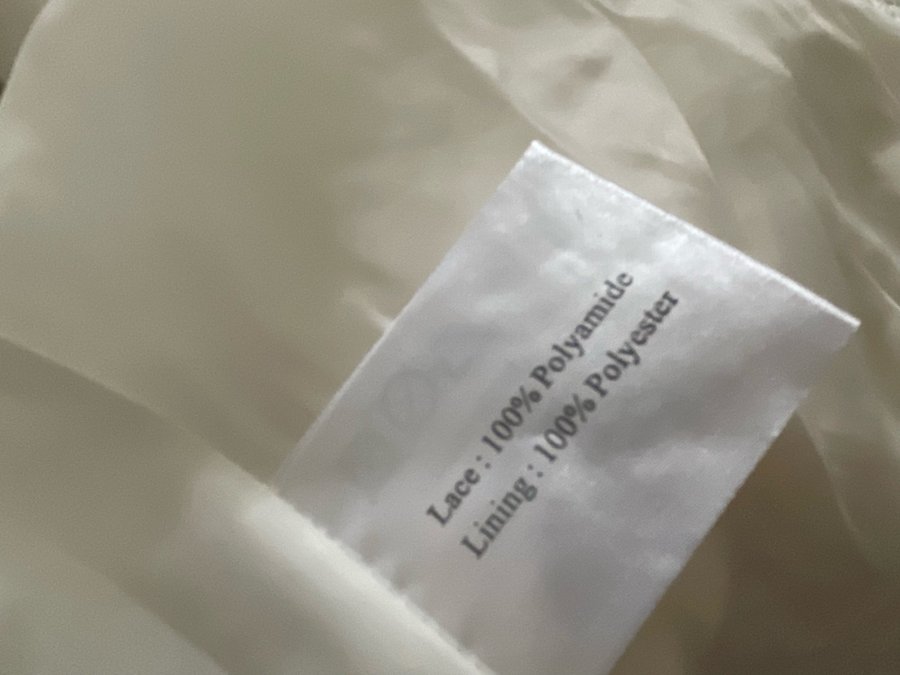 Lace : 100% Polyamide
Lining : 100% Polyester